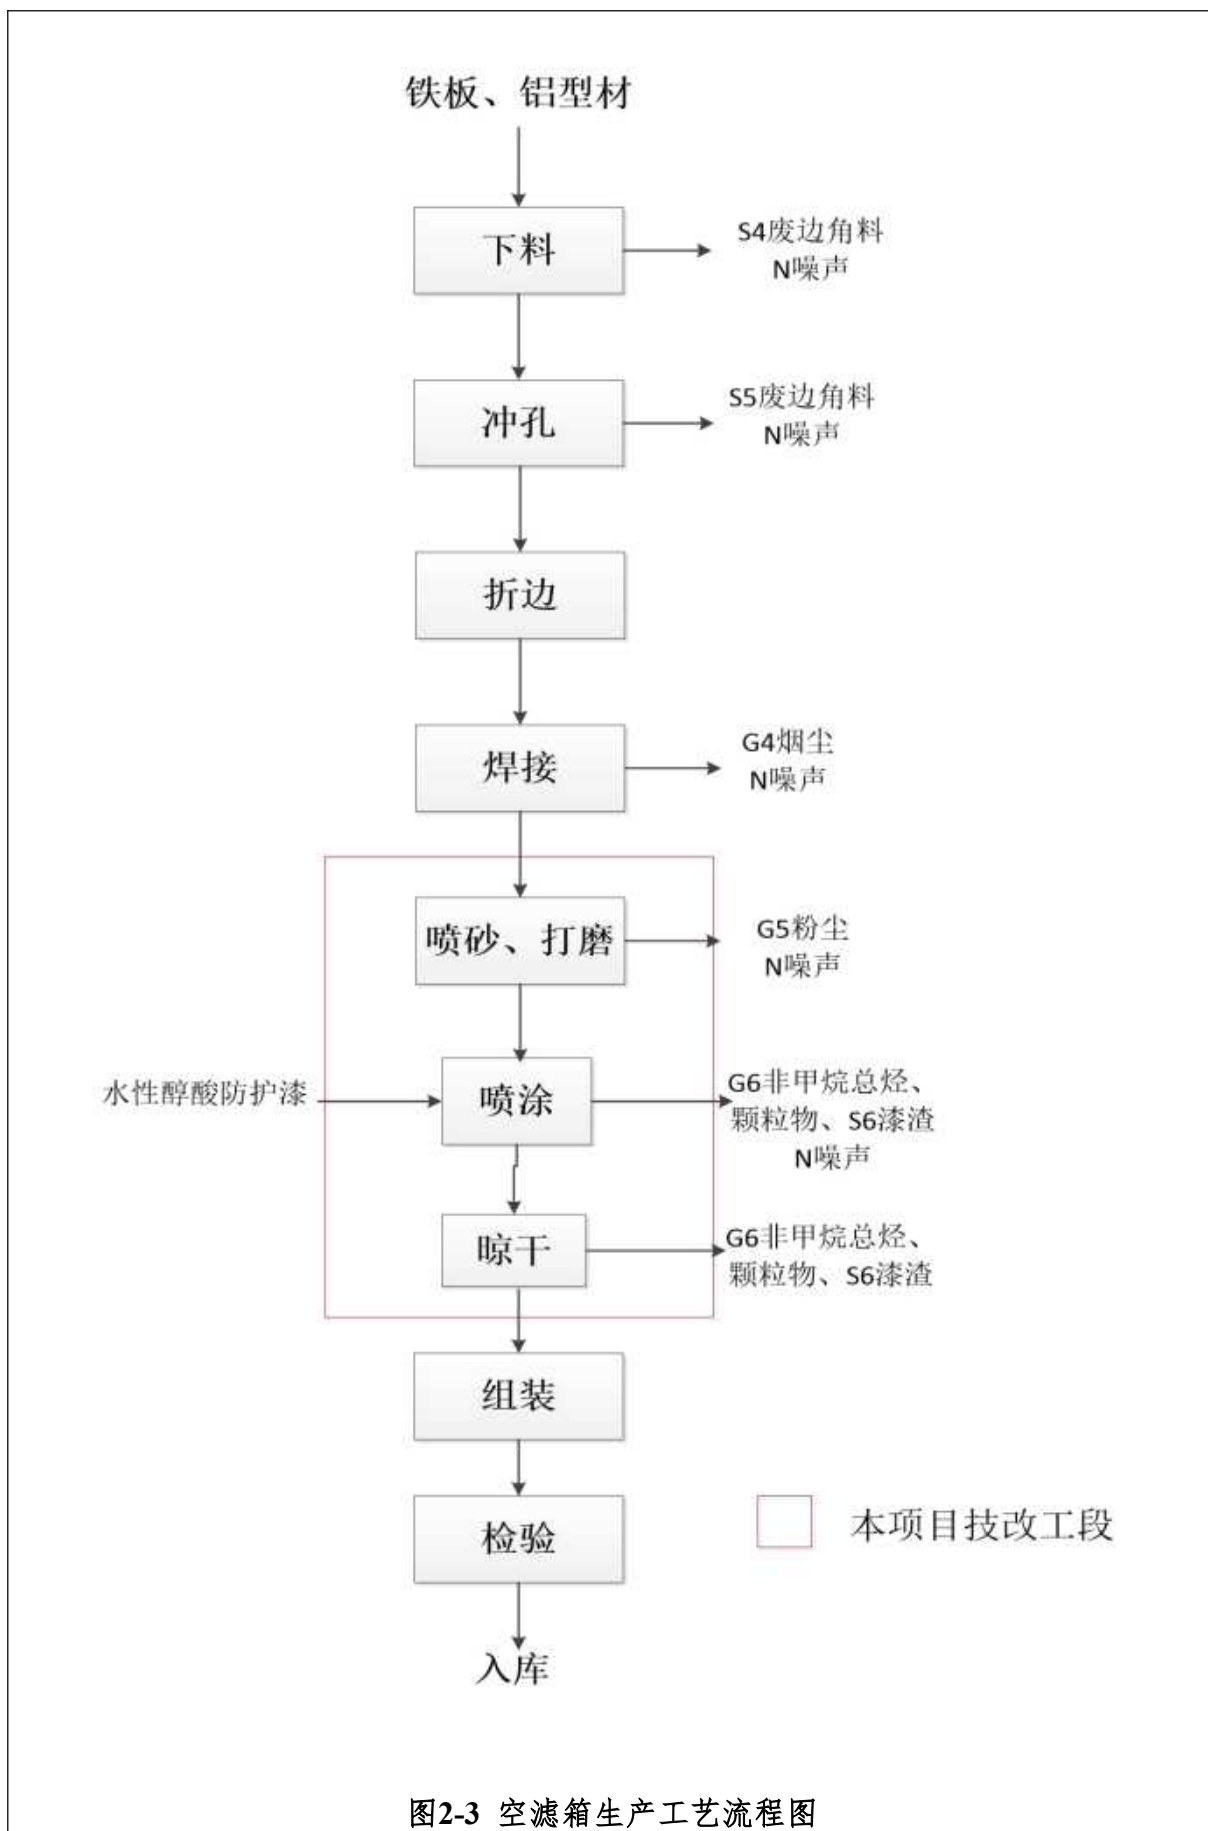 铁板、铝型材
下料
S4废边角料
N噪声
冲孔
S5废边角料
N噪声
折边
焊接
G4烟尘
N噪声
喷砂、打磨
G5粉尘
N噪声
水性醇酸防护漆
喷涂
G6非甲烷总烃、
颗粒物、S6漆渣
N噪声
晾干
G6非甲烷总烃、
颗粒物、S6漆渣
组装
检验
本项目技改工段
入库
图2-3 空滤箱生产工艺流程图